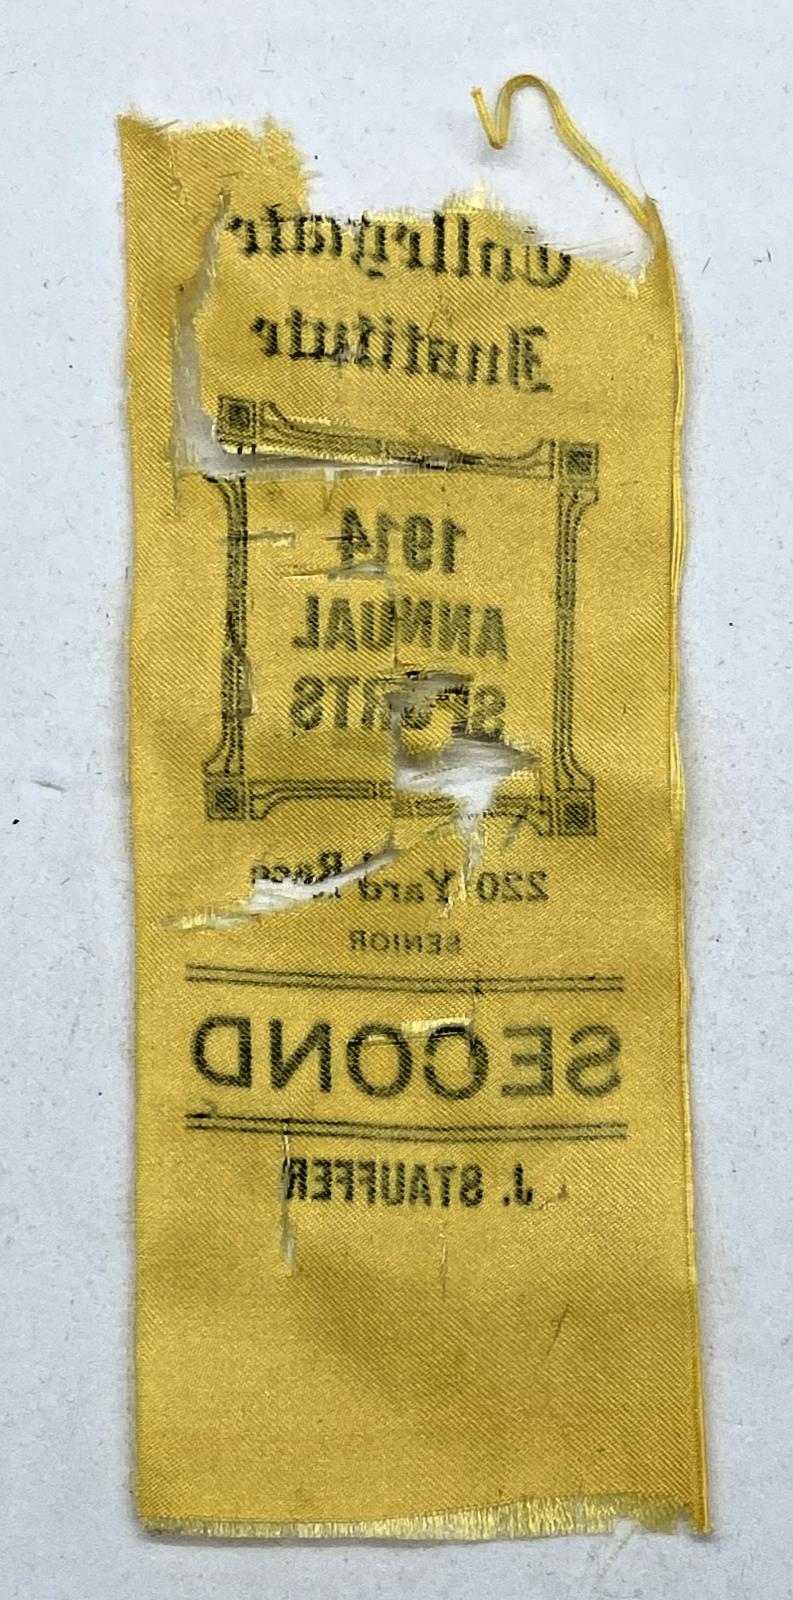 Collegiate
Institute
1914
ANNUAL
SPORTS
220 Yard Race
SENIOR
SECOND
J. STAUFFER